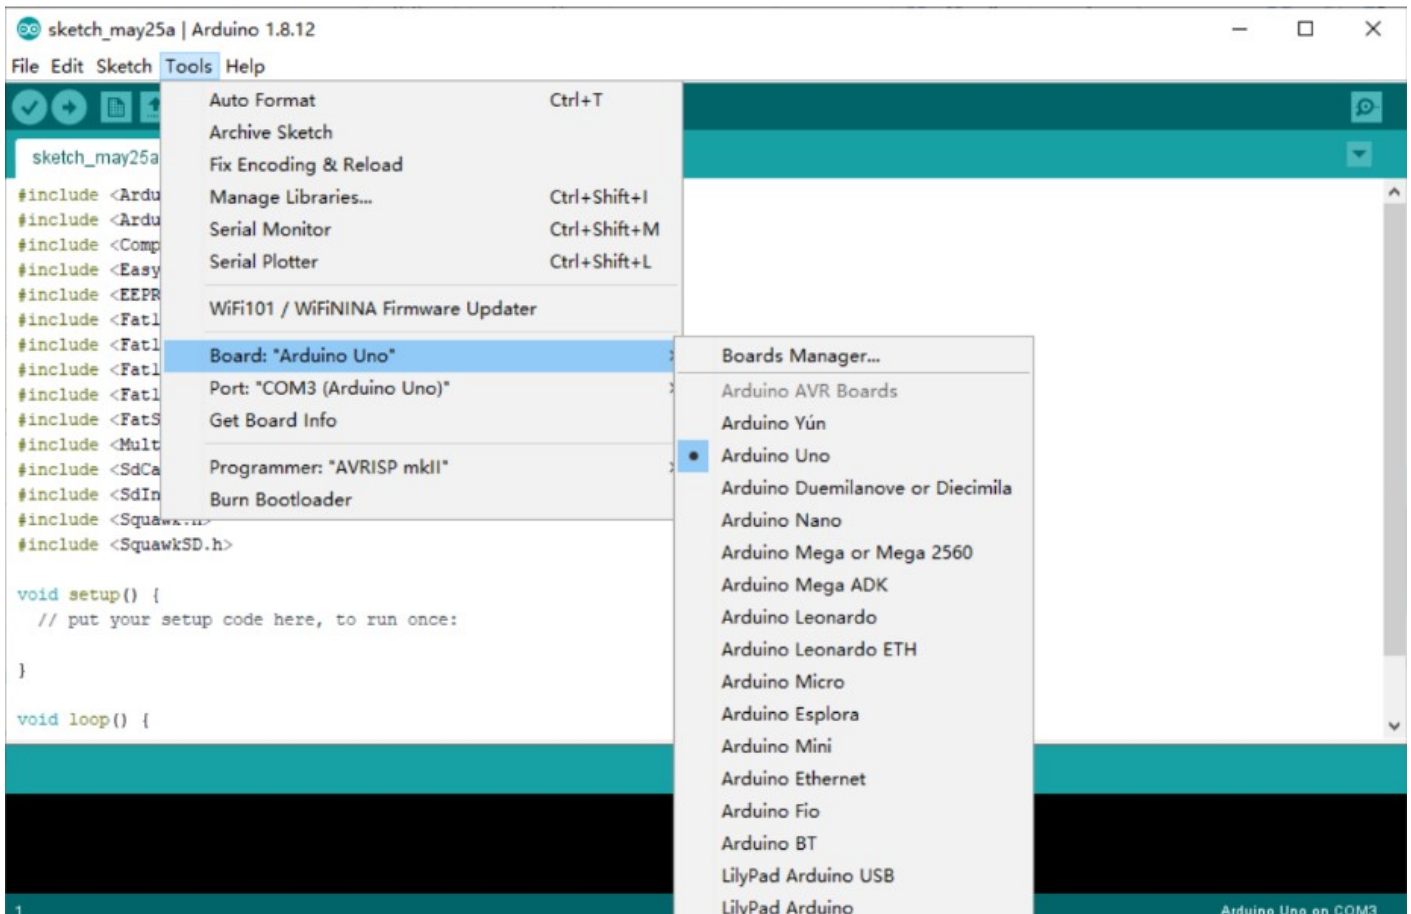 sketch_may25a | Arduino 1.8.12
File Edit Sketch Tools Help
Auto Format Ctrl+T
Archive Sketch
Fix Encoding & Reload
Manage Libraries... Ctrl+Shift+I
Serial Monitor Ctrl+Shift+M
Serial Plotter Ctrl+Shift+L
WiFi101 / WiFiNINA Firmware Updater
Board: "Arduino Uno"
Port: "COM3 (Arduino Uno)"
Get Board Info
Programmer: "AVRISP mkII"
Burn Bootloader
Boards Manager...
Arduino AVR Boards
Arduino Yún
Arduino Uno
Arduino Duemilanove or Diecimila
Arduino Nano
Arduino Mega or Mega 2560
Arduino Mega ADK
Arduino Leonardo
Arduino Leonardo ETH
Arduino Micro
Arduino Esplora
Arduino Mini
Arduino Ethernet
Arduino Fio
Arduino BT
LilyPad Arduino USB
LilyPad Arduino
sketch_may25a
#include <Ardu
#include <Ardu
#include <Comp
#include <Easy
#include <EEPR
#include <Fatl
#include <Fatl
#include <Fatl
#include <Fatl
#include <FatS
#include <Mult
#include <SdCa
#include <SdIn
#include <Squawk.h>
#include <SquawkSD.h>
void setup() {
// put your setup code here, to run once:
}
void loop() {
1
Arduino Uno on COM3